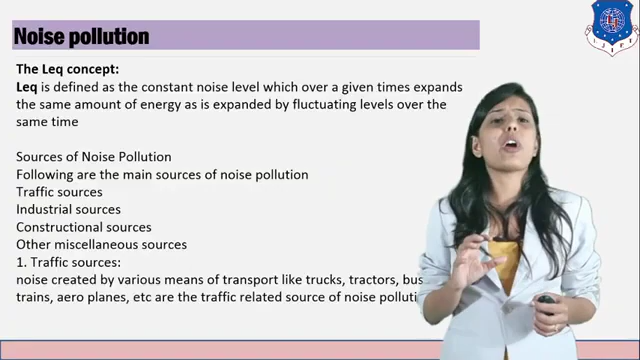 Noise pollution
The Leq concept:
Leq is defined as the constant noise level which over a given times expands
the same amount of energy as is expanded by fluctuating levels over the
same time
Sources of Noise Pollution
Following are the main sources of noise pollution
Traffic sources
Industrial sources
Constructional sources
Other miscellaneous sources
1. Traffic sources:
noise created by various means of transport like trucks, tractors,
trains, aero planes, etc are the traffic related source of noise